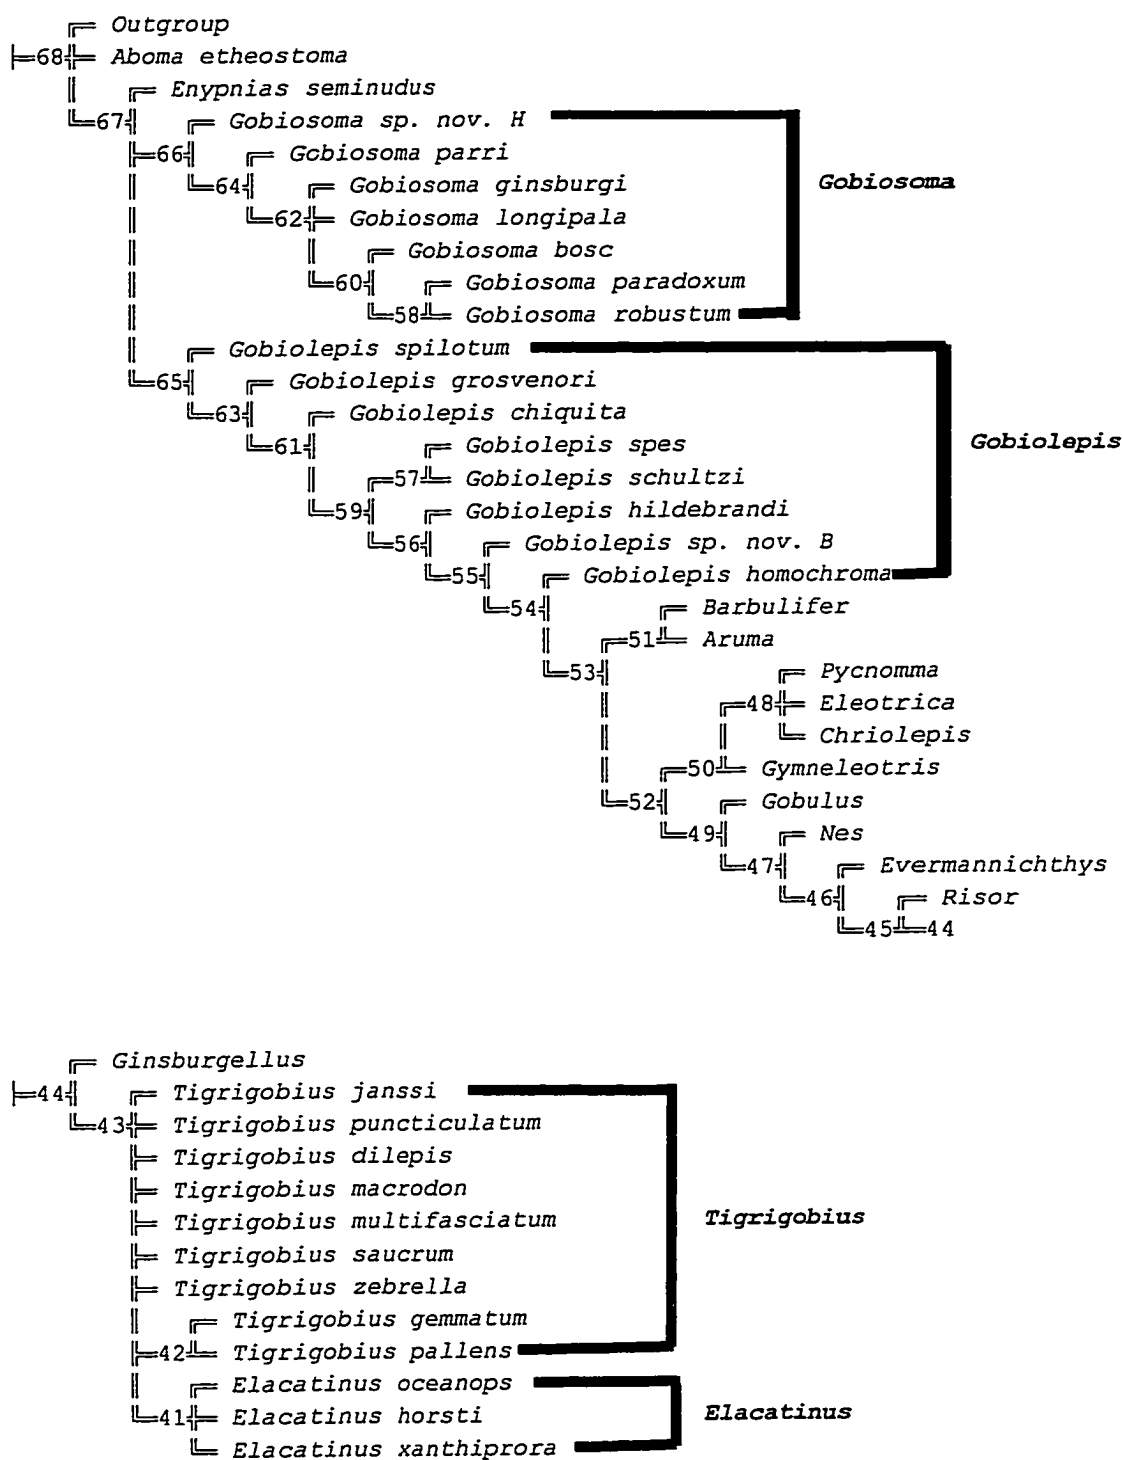 Outgroup
68 Aboma etheostoma
Enypnias seminudus
67 Gobiosoma sp. nov. H
66 Gobiosoma parri
Gobiosoma
64 Gobiosoma ginsburgi
62 Gobiosoma longipala
Gobiosoma bosc
60 Gobiosoma paradoxum
58 Gobiosoma robustum
Gobiolepis spilotum
65 Gobiolepis grosvenori
63 Gobiolepis chiquita
61 Gobiolepis spes
Gobiolepis
57 Gobiolepis schultzi
59 Gobiolepis hildebrandi
56 Gobiolepis sp. nov. B
55 Gobiolepis homochroma
54 Barbulifer
51 Aruma
53 Pycnomma
48 Eleotrica
Chriolepis
50 Gymneleotris
52 Gobulus
49 Nes
47 Evermannichthys
46 Risor
45 44
Ginsburgellus
44 Tigrigobius janssi
43 Tigrigobius puncticulatum
Tigrigobius dilepis
Tigrigobius macrodon
Tigrigobius multifasciatum
Tigrigobius
Tigrigobius saucrum
Tigrigobius zebrella
Tigrigobius gemmatum
42 Tigrigobius pallens
Elacatinus oceanops
41 Elacatinus horsti
Elacatinus
Elacatinus xanthiprora